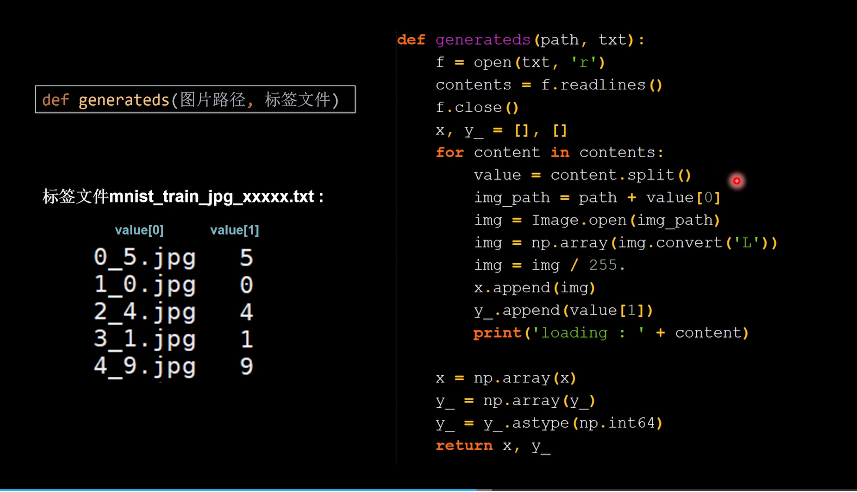 def generateds(图片路径, 标签文件)
标签文件mnist_train_jpg_xxxxx.txt :
value[0] value[1]
0_5.jpg 5
1_0.jpg 0
2_4.jpg 4
3_1.jpg 1
4_9.jpg 9
def generateds(path, txt):
    f = open(txt, 'r')
    contents = f.readlines()
    f.close()
    x, y_ = [], []
    for content in contents:
        value = content.split()
        img_path = path + value[0]
        img = Image.open(img_path)
        img = np.array(img.convert('L'))
        img = img / 255.
        x.append(img)
        y_.append(value[1])
        print('loading : ' + content)
    x = np.array(x)
    y_ = np.array(y_)
    y_ = y_.astype(np.int64)
    return x, y_